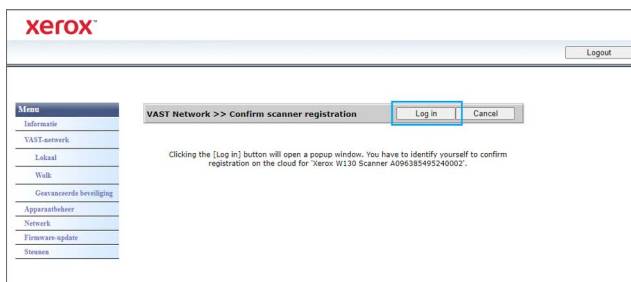 xerox™
Logout
Menu
Informatie
VAST-netwerk
Lokaal
Wolk
Geavanceerde beveiliging
Apparaatbeheer
Netwerk
Firmware-update
Steunen
VAST Network >> Confirm scanner registration
Log in
Cancel
Clicking the [Log in] button will open a popup window. You have to identify yourself to confirm
registration on the cloud for 'Xerox W130 Scanner A096385495240002'.